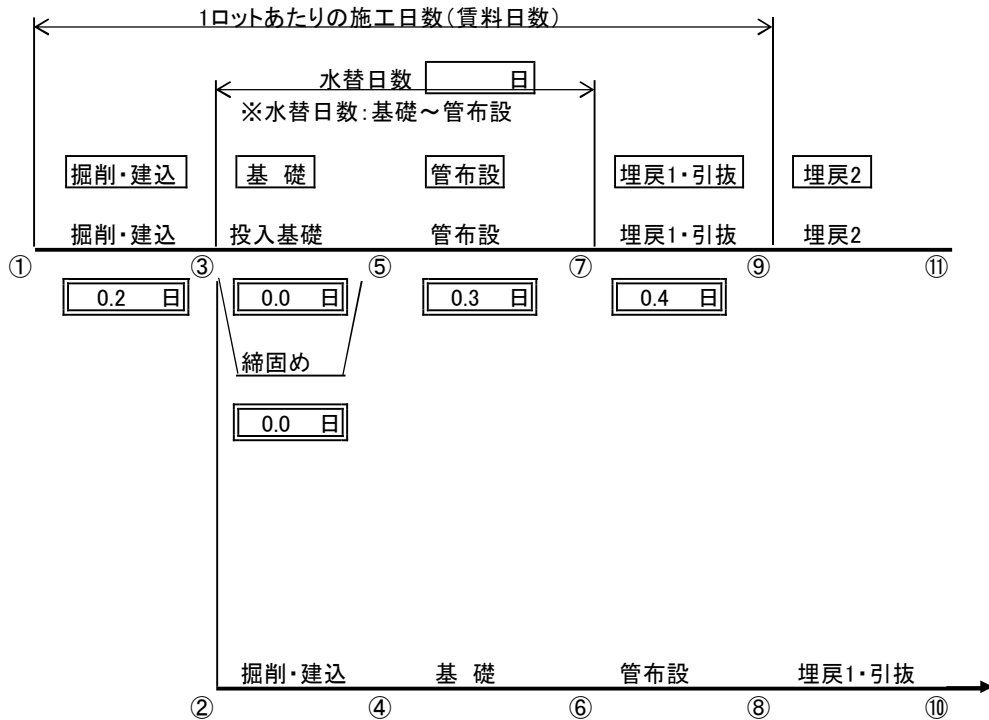 1ロットあたりの施工日数(賃料日数)
水替日数 日
※水替日数:基礎～管布設
掘削・建込 基 礎 管布設 埋戻1・引抜 埋戻2
掘削・建込 投入基礎 管布設 埋戻1・引抜 埋戻2
① ③ ⑤ ⑦ ⑨ ⑪
0.2 日 0.0 日 0.3 日 0.4 日
締固め
0.0 日
掘削・建込 基 礎 管布設 埋戻1・引抜
② ④ ⑥ ⑧ ⑩